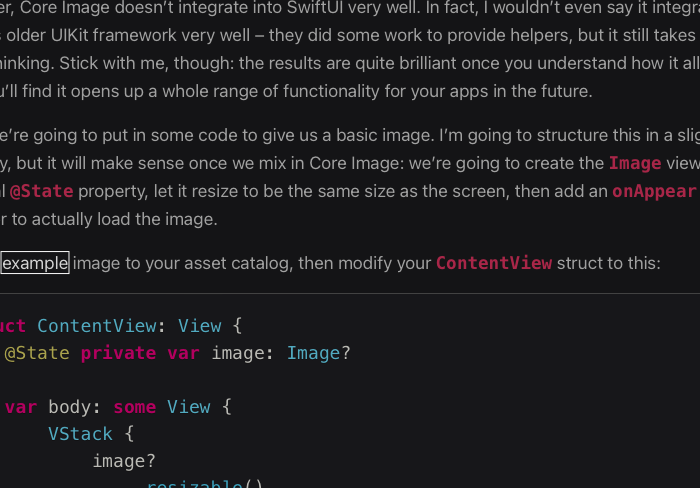 er, Core Image doesn’t integrate into SwiftUI very well. In fact, I wouldn’t even say it
older UIKit framework very well – they did some work to provide helpers, but it still takes
Stick with me, though: the results are quite brilliant once you understand how it all
find it opens up a whole range of functionality for your apps in the future.
we’re going to put in some code to give us a basic image. I’m going to structure this in a
but it will make sense once we mix in Core Image: we’re going to create the Image view
@State property, let it resize to be the same size as the screen, then add an onAppear
to actually load the image.
example image to your asset catalog, then modify your ContentView struct to this:
uct ContentView: View {
@State private var image: Image?
var body: some View {
VStack {
image?
.resizable()